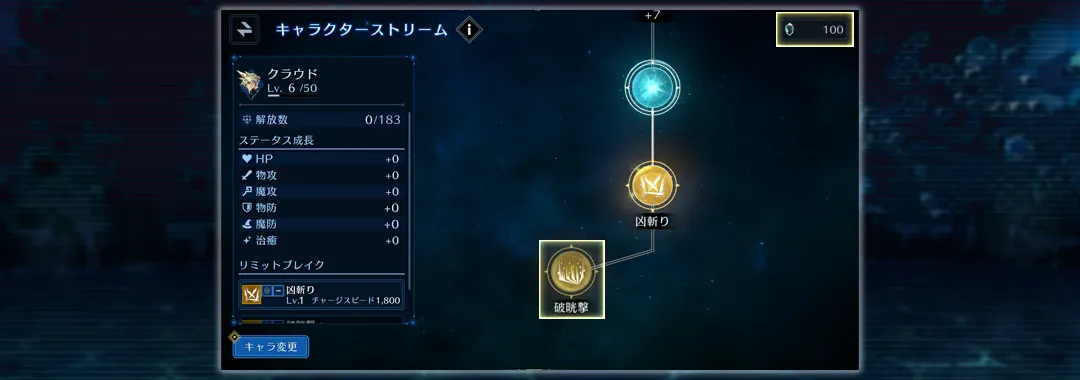 キャラクターストリーム
i
+7
100
クラウド
Lv. 6 /50
解放数 0/183
ステータス成長
HP +0
物攻 +0
魔攻 +0
物防 +0
魔防 +0
治癒 +0
リミットブレイク
凶斬り
Lv.1 チャージスピード1,800
凶斬り
破晄撃
キャラ変更